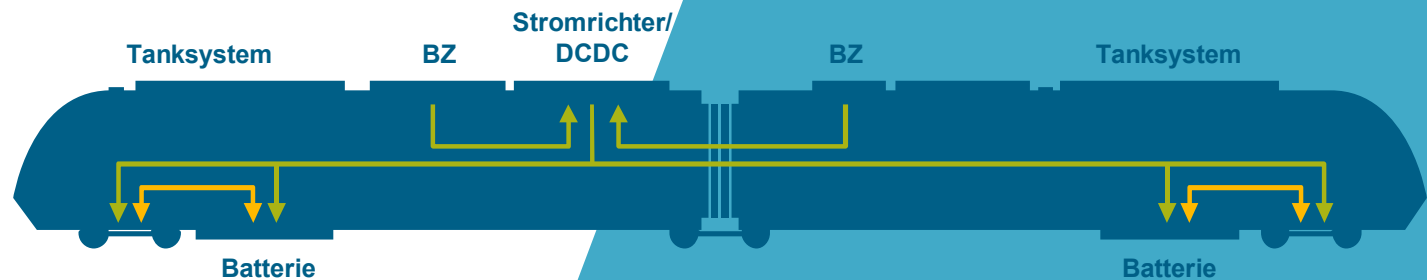 Stromrichter/
DCDC
Tanksystem
BZ
BZ
Tanksystem
Batterie
Batterie